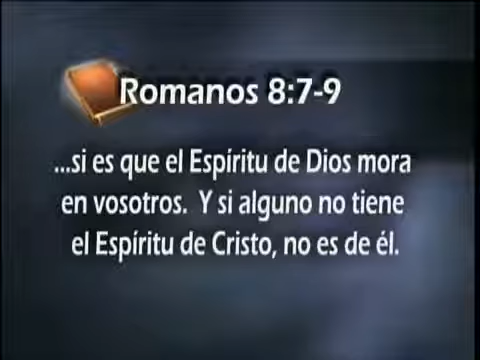 Romanos 8:7-9
...si es que el Espíritu de Dios mora
en vosotros. Y si alguno no tiene
el Espíritu de Cristo, no es de él.